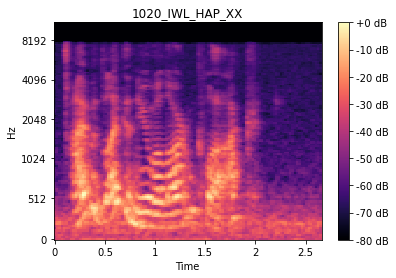 1020_IWL_HAP_XX
+0 dB
8192
-10 dB
4096
-20 dB
-30 dB
2048
-40 dB
Hz
1024
-50 dB
512
-60 dB
-70 dB
0
-80 dB
0 0.5 1 1.5 2 2.5
Time